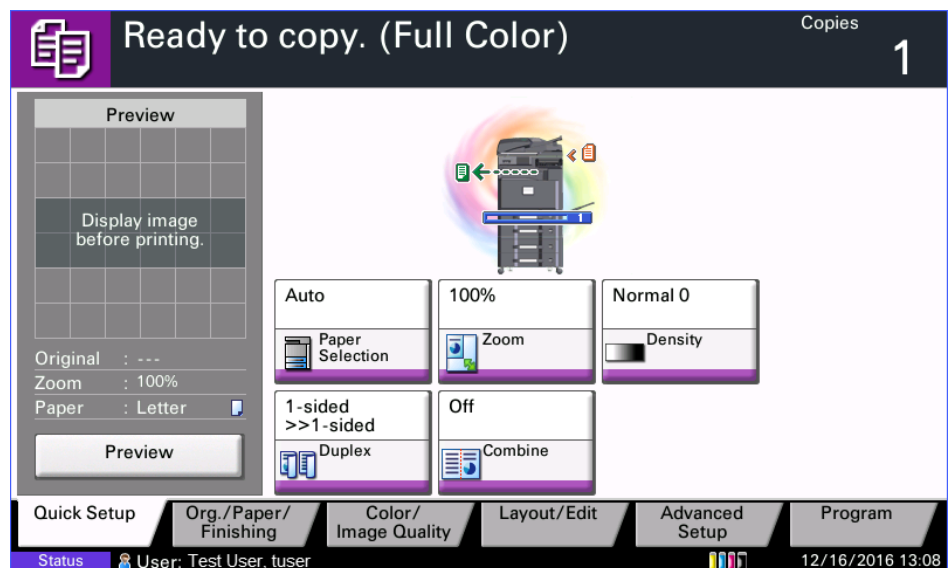 Ready to copy. (Full Color)
Copies
1
Preview
Display image
before printing.
Original : ---
Zoom : 100%
Paper : Letter
Preview
1
Auto
Paper
Selection
100%
Zoom
Normal 0
Density
1-sided
>>1-sided
Duplex
Off
Combine
Quick Setup
Org./Paper/
Finishing
Color/
Image Quality
Layout/Edit
Advanced
Setup
Program
Status
User: Test User, tuser
12/16/2016 13:08